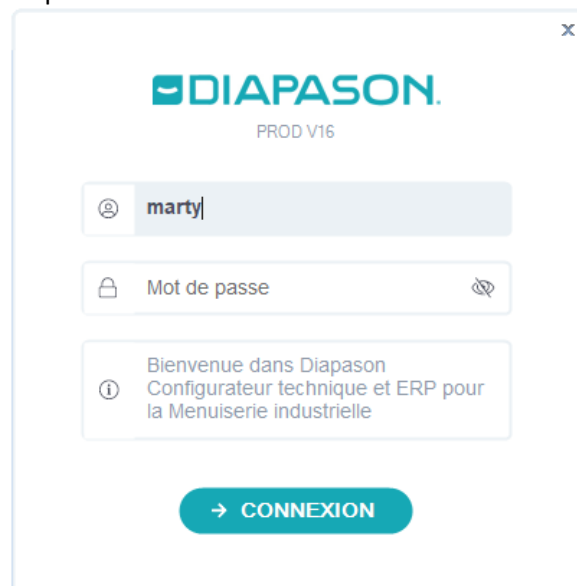 x
DIAPASON.
PROD V16
marty
Mot de passe
Bienvenue dans Diapason
Configurateur technique et ERP pour
la Menuiserie industrielle
→ CONNEXION